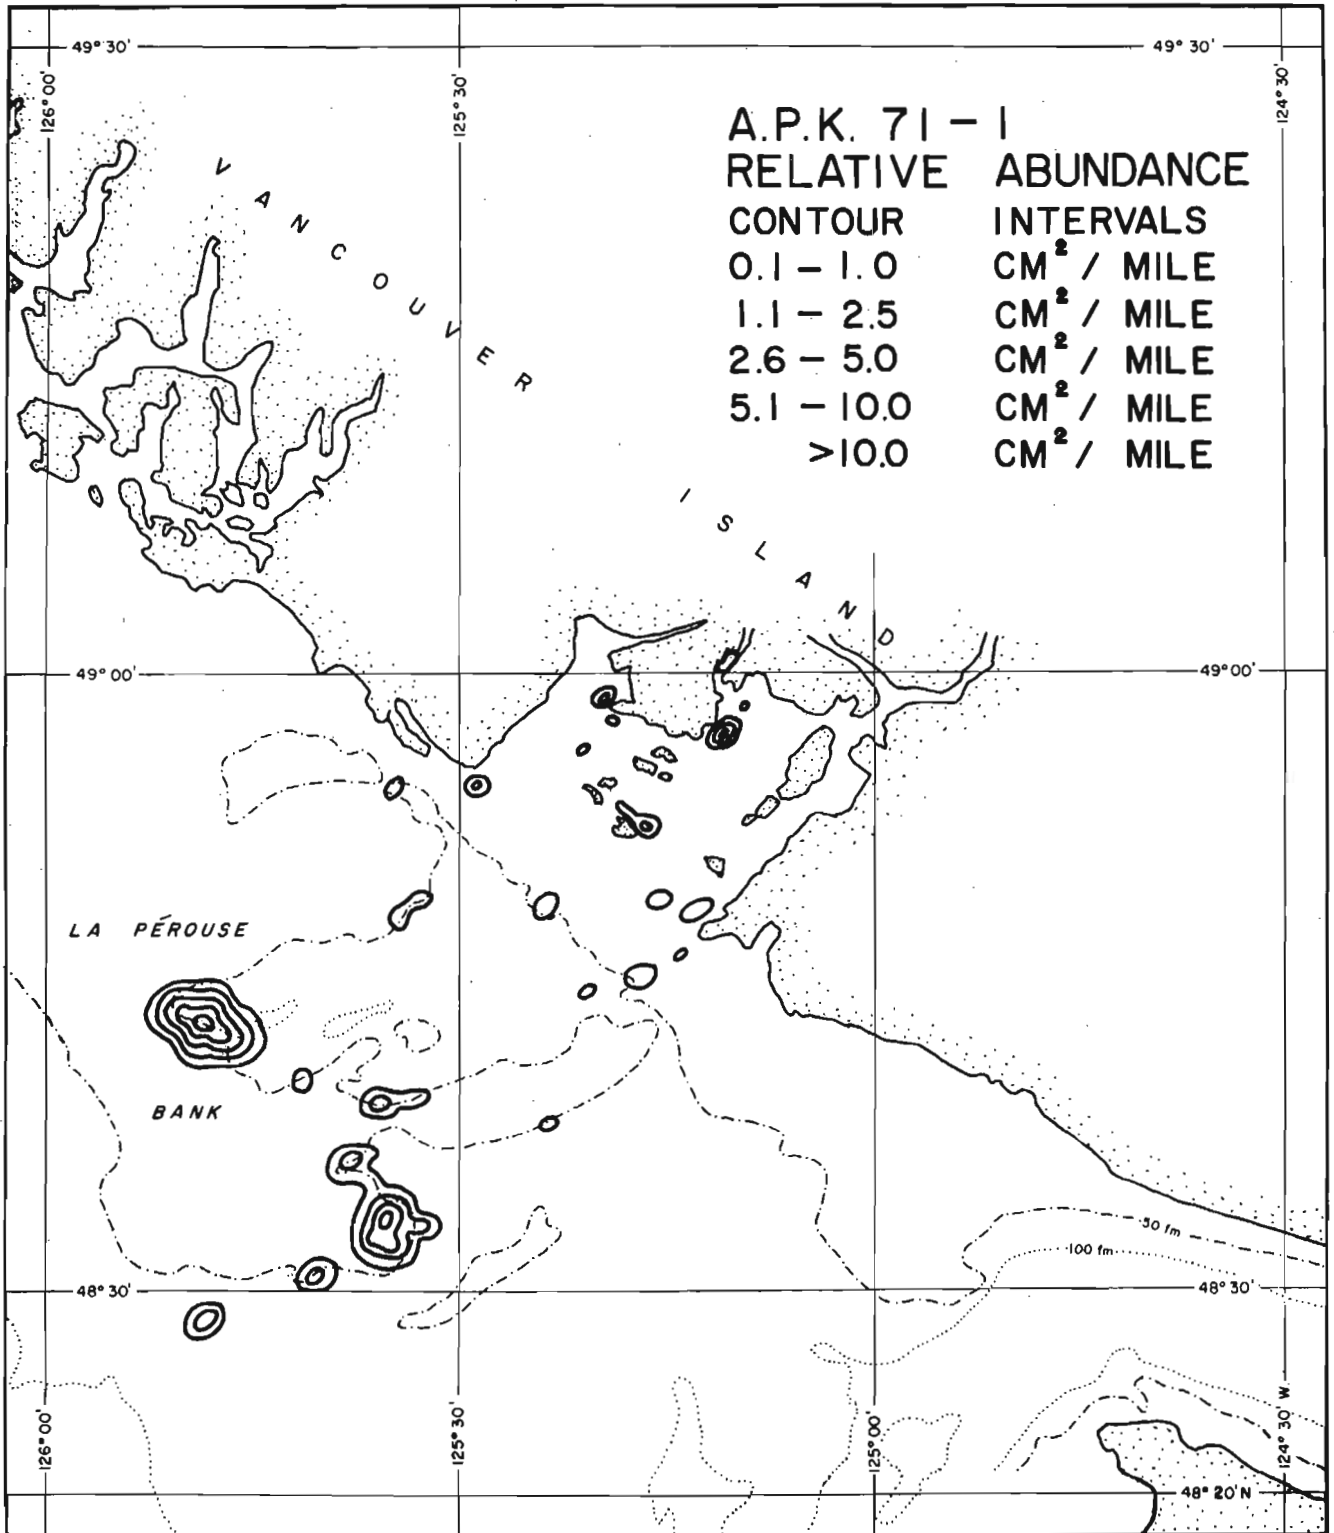 49° 30'
49° 30'
126° 00'
125° 30'
124° 30'
A.P.K. 71 - 1
RELATIVE ABUNDANCE
CONTOUR INTERVALS
0.1 - 1.0 CM² / MILE
1.1 - 2.5 CM² / MILE
2.6 - 5.0 CM² / MILE
5.1 - 10.0 CM² / MILE
>10.0 CM² / MILE
VANCOUVER
ISLAND
49° 00'
49° 00'
LA PÉROUSE
BANK
50 fm
100 fm
48° 30'
48° 30'
126° 00'
125° 30'
125° 00'
124° 30' W
48° 20' N